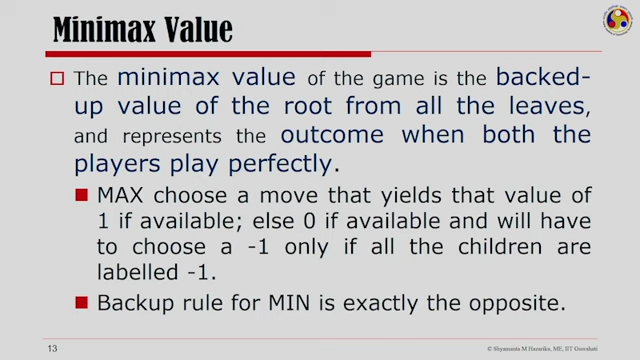 Minimax Value
The minimax value of the game is the backed-
up value of the root from all the leaves,
and represents the outcome when both the
players play perfectly.
MAX choose a move that yields that value of
1 if available; else 0 if available and will have
to choose a -1 only if all the children are
labelled -1.
Backup rule for MIN is exactly the opposite.
13
© Shyamanta M Hazarika, ME, IIT Guwahati